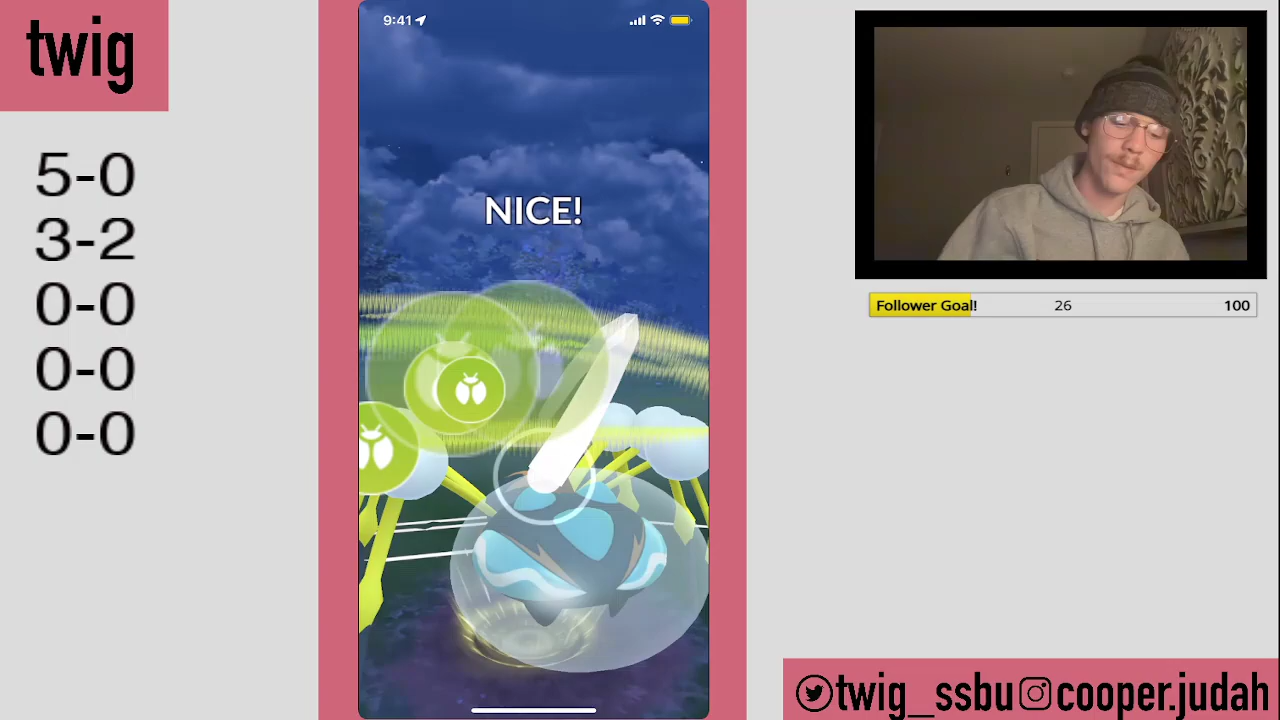 twig
5-0
3-2
0-0
0-0
0-0
9:41
NICE!
Follower Goal! 26 100
twig_ssbu cooper.judah